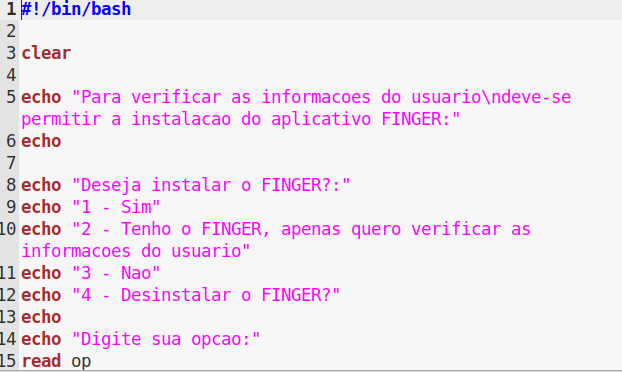 1 #!/bin/bash
2
3 clear
4
5 echo "Para verificar as informacoes do usuario\ndeve-se
permitir a instalacao do aplicativo FINGER:"
6 echo
7
8 echo "Deseja instalar o FINGER?:"
9 echo "1 - Sim"
10 echo "2 - Tenho o FINGER, apenas quero verificar as
informacoes do usuario"
11 echo "3 - Nao"
12 echo "4 - Desinstalar o FINGER?"
13 echo
14 echo "Digite sua opcao:"
15 read op